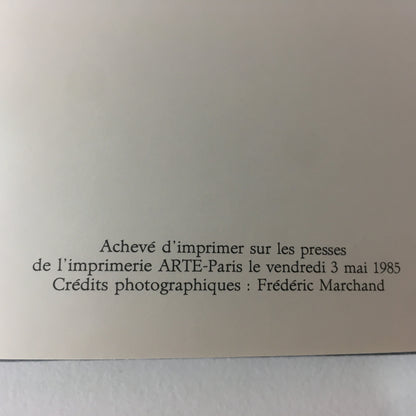 Achevé d'imprimer sur les presses
de l'imprimerie ARTE-Paris le vendredi 3 mai 1985
Crédits photographiques : Frédéric Marchand